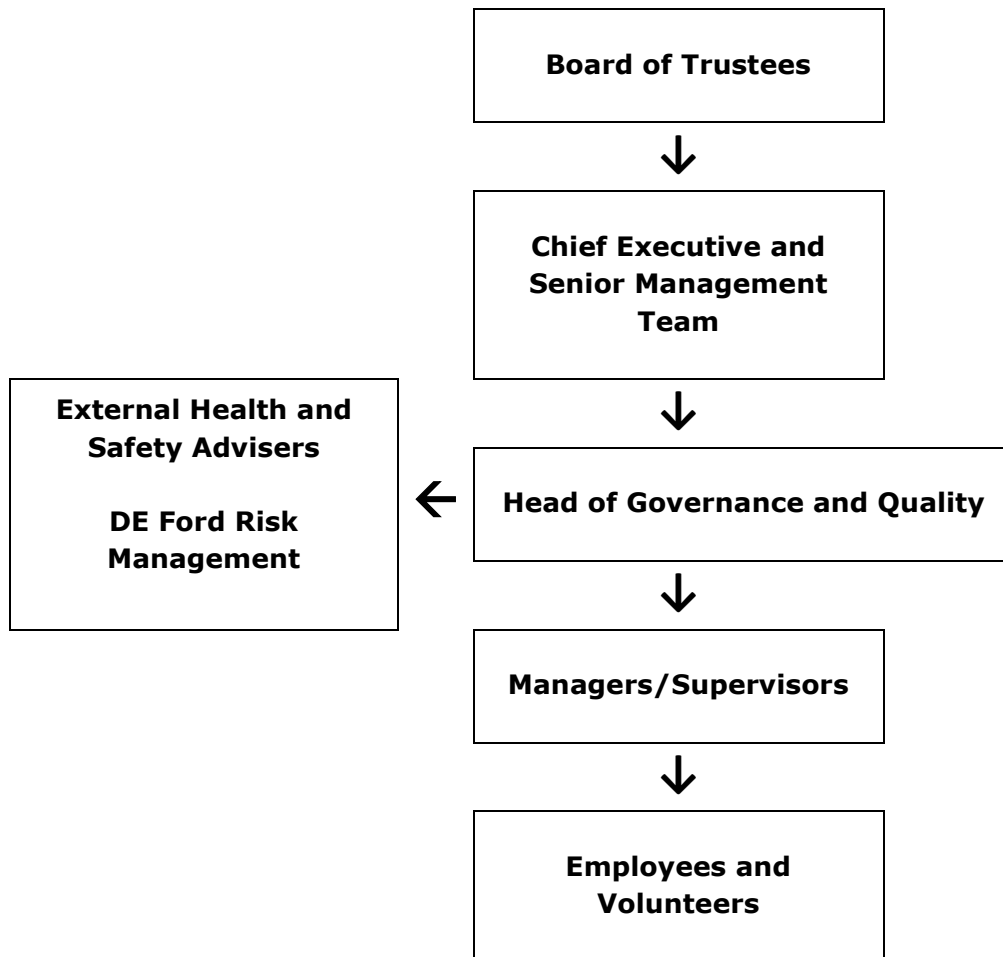 Board of Trustees
Chief Executive and
Senior Management
Team
External Health and
Safety Advisers
DE Ford Risk
Management
Head of Governance and Quality
Managers/Supervisors
Employees and
Volunteers